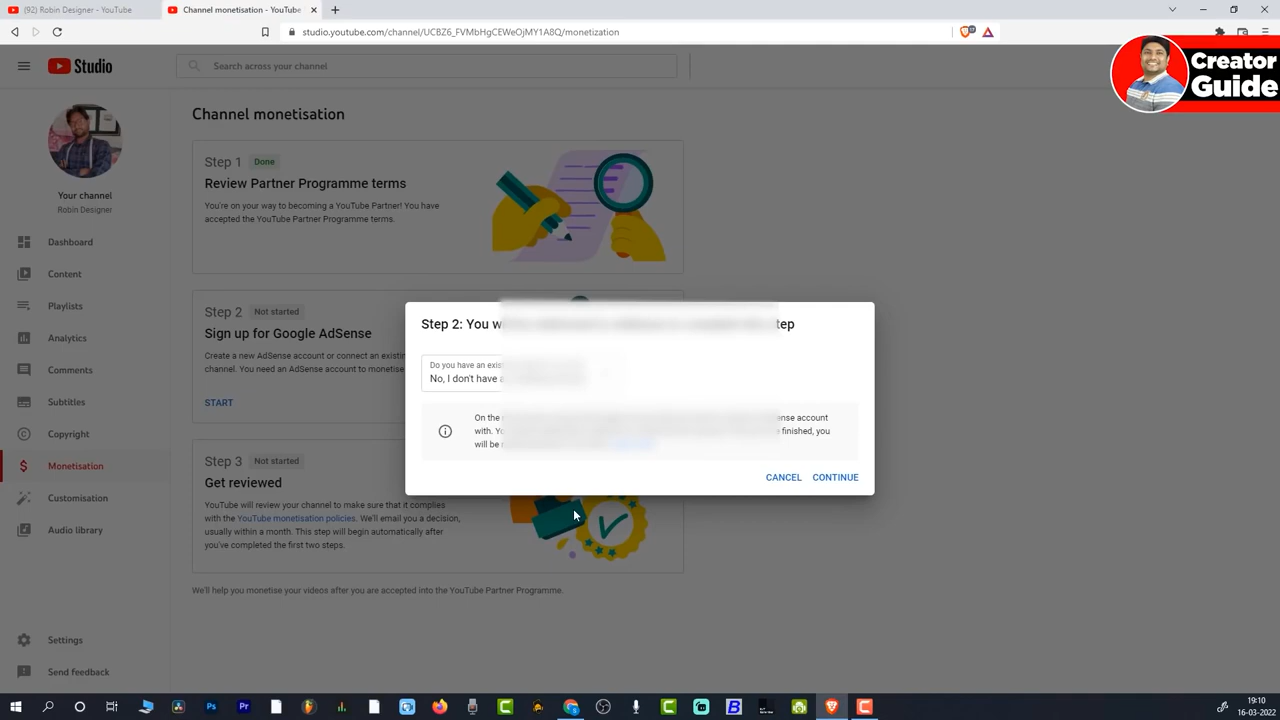 (92) Robin Designer - YouTube
Channel monetisation - YouTube
studio.youtube.com/channel/UCBZ6_FVMbHgCEWeOjMY1A8Q/monetization
Studio
Search across your channel
Creator
Guide
Channel monetisation
Your channel
Robin Designer
Dashboard
Content
Playlists
Analytics
Comments
Subtitles
Copyright
Monetisation
Customisation
Audio library
Settings
Send feedback
Step 1 Done
Review Partner Programme terms
You're on your way to becoming a YouTube Partner! You have
accepted the YouTube Partner Programme terms.
Step 2 Not started
Sign up for Google AdSense
Create a new AdSense account or connect an existing
channel. You need an AdSense account to monetise
START
Step 3 Not started
Get reviewed
YouTube will review your channel to make sure that it complies
with the YouTube monetisation policies. We'll email you a decision,
usually within a month. This step will begin automatically after
you've completed the first two steps.
We'll help you monetise your videos after you are accepted into the YouTube Partner Programme.
Step 2: You step
Do you have an
No, I don't have
On the account
with. finished, you
will be
CANCEL CONTINUE
Ps
Pr
B
19:10
16-03-2022